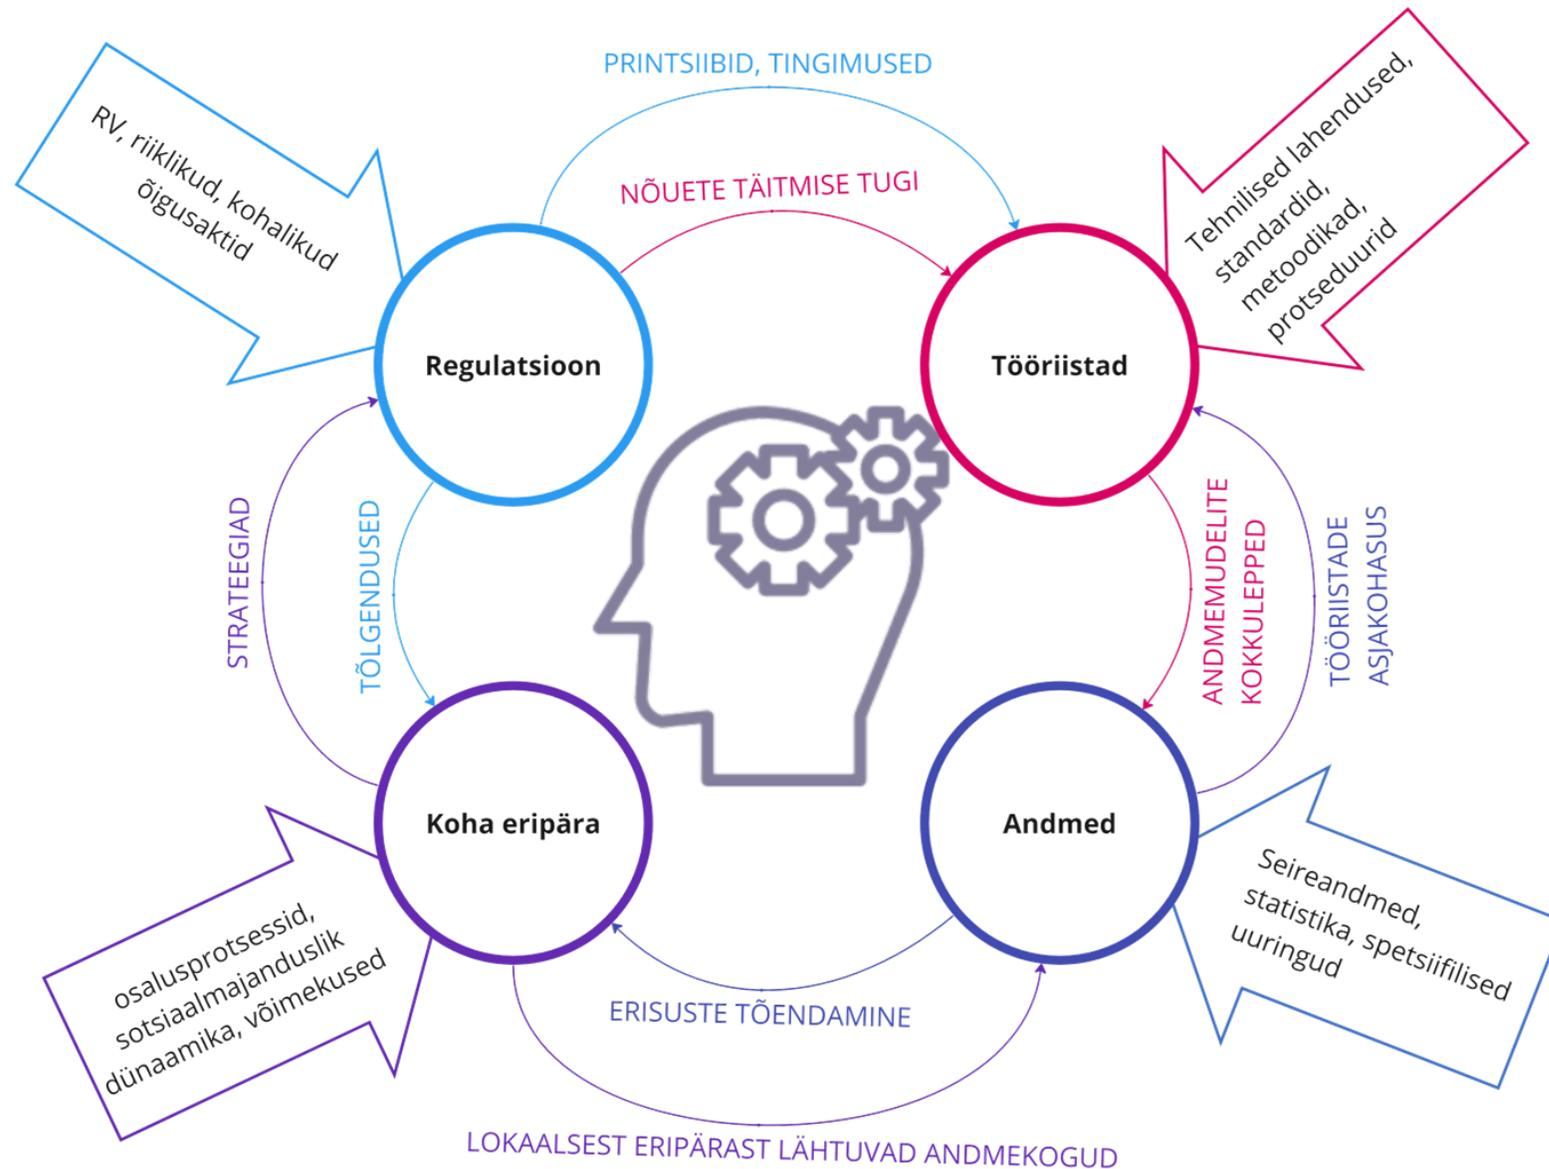 PRINTSIIBID, TINGIMUSED
NÕUETE TÄITMISE TUGI
RV, riiklikud, kohalikud
õigusaktid
Tehnilised lahendused,
standardid,
metoodikad,
protseduurid
Regulatsioon
Tööriistad
STRATEEGIAD
TÕLGENDUSED
ANDMEMUDELITE
KOKKULEPPED
TÖÖRIISTADE
ASJAKOHASUS
Koha eripära
Andmed
osalusprotsessid,
sotsiaalmajanduslik
dünaamika, võimekused
Seireandmed,
statistika, spetsiifilised
uuringud
ERISUSTE TÕENDAMINE
LOKAALSEST ERIPÄRAST LÄHTUVAD ANDMEKOGUD